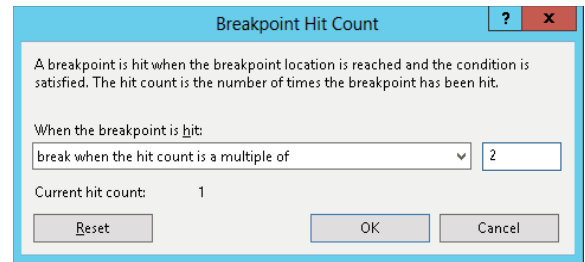 Breakpoint Hit Count
? x
A breakpoint is hit when the breakpoint location is reached and the condition is
satisfied. The hit count is the number of times the breakpoint has been hit.
When the breakpoint is hit:
break when the hit count is a multiple of 2
Current hit count: 1
Reset OK Cancel